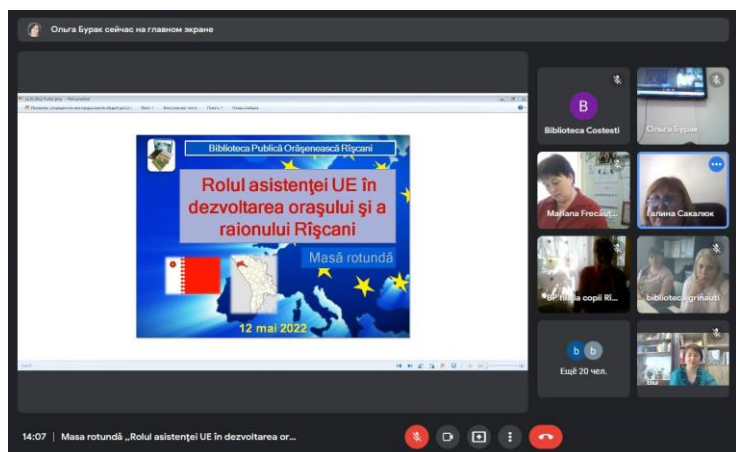 Ольга Бурак сейчас на главном экране
Biblioteca Publică Orășenească Rîșcani
Rolul asistenţei UE în
dezvoltarea oraşului şi a
raionului Rîşcani
Masă rotundă
12 mai 2022
B
Biblioteca Costesti
Ольга Бурак
Mariana Frecăuț...
Галина Сакалюк
BP filiala copii Rî...
biblioteca grinauti
b b
Ещё 20 чел.
Вы
14:07 | Masa rotundă „Rolul asistenţei UE în dezvoltarea or...